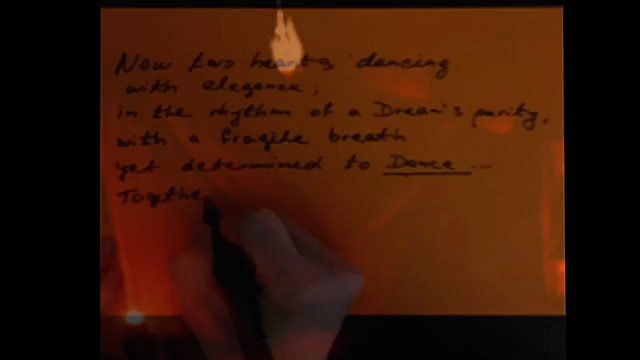 Now two hearts dancing
with elegance,
in the rhythm of a Dream's purity,
with a fragile breath
yet determined to Dance ...
Togethe